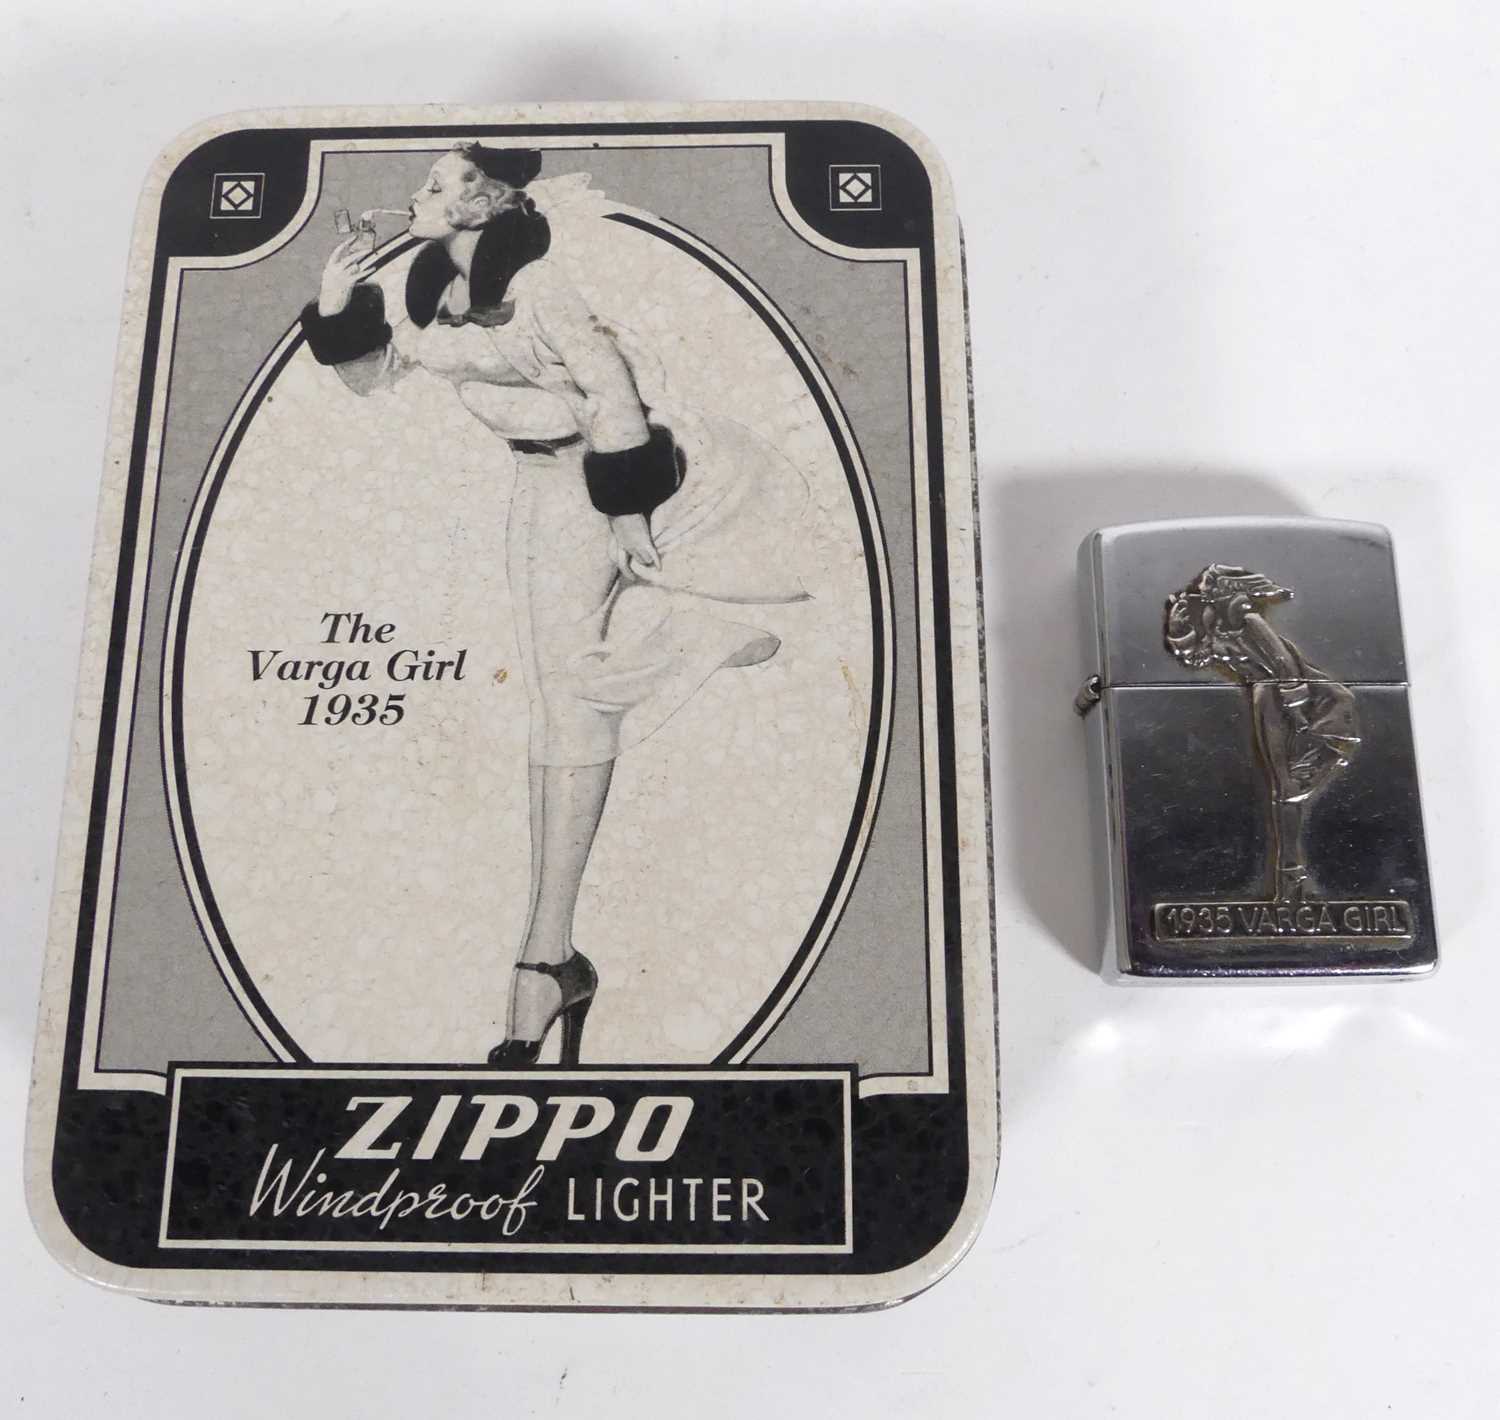 The
Varga Girl
1935
ZIPPO
Windproof LIGHTER
1935 VARGA GIRL